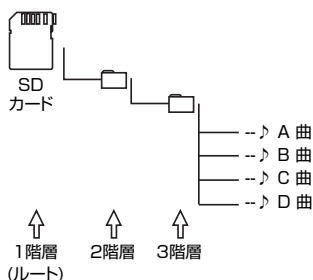 SD
カード
--♪ A 曲
--♪ B 曲
--♪ C 曲
--♪ D 曲
1階層
(ルート)
2階層
3階層